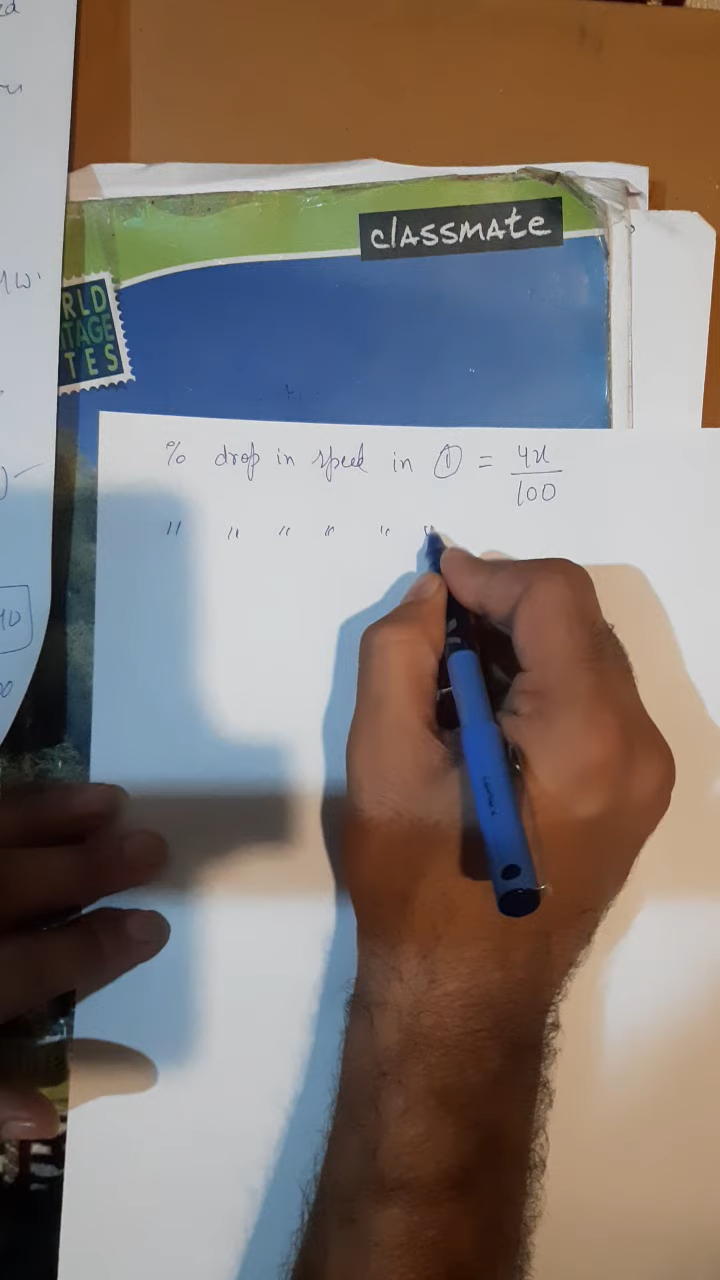 classmate
RLD
TAGE
TES
% drop in speed in ① = 4x/100
" " " " " "